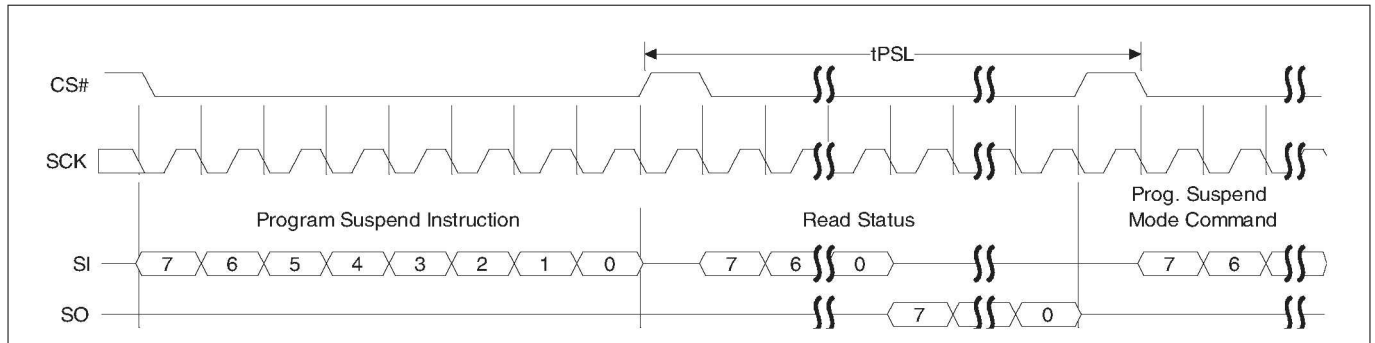 tPSL
CS#
SCK
Prog. Suspend
Program Suspend Instruction Read Status Mode Command
SI 7 6 5 4 3 2 1 0 7 6 0 7 6
SO 7 0